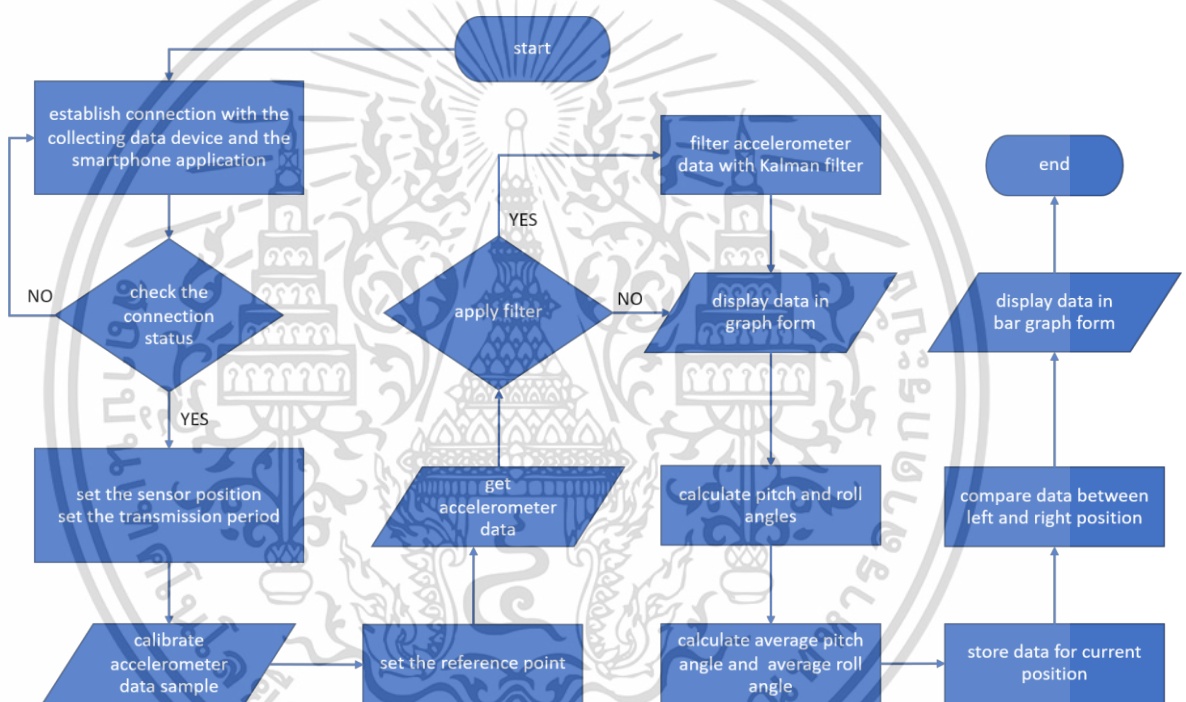 start
establish connection with the
collecting data device and the
smartphone application
check the
connection
status
NO
YES
set the sensor position
set the transmission period
calibrate
accelerometer
data sample
set the reference point
get
accelerometer
data
apply filter
YES
NO
filter accelerometer
data with Kalman filter
display data in
graph form
calculate pitch and roll
angles
calculate average pitch
angle and average roll
angle
store data for current
position
compare data between
left and right position
display data in
bar graph form
end